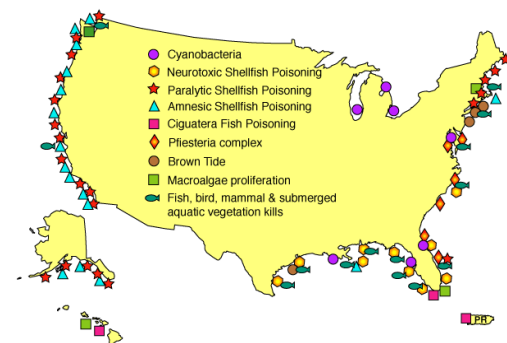 Cyanobacteria
Neurotoxic Shellfish Poisoning
Paralytic Shellfish Poisoning
Amnesic Shellfish Poisoning
Ciguatera Fish Poisoning
Pfiesteria complex
Brown Tide
Macroalgae proliferation
Fish, bird, mammal & submerged
aquatic vegetation kills
PR